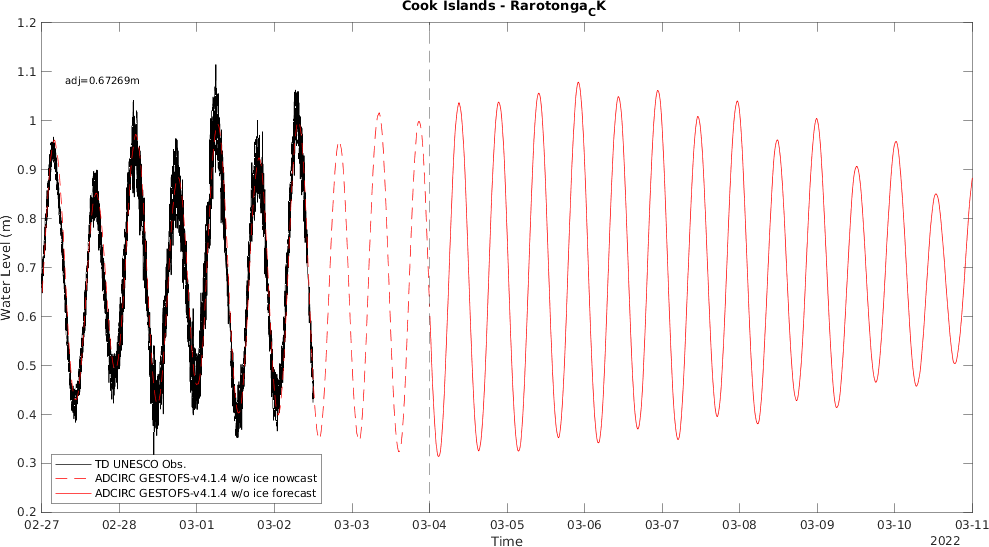 Cook Islands - Rarotonga_CK
1.2
1.1
1
0.9
0.8
0.7
0.6
0.5
0.4
0.3
0.2
Water Level (m)
adj=0.67269m
TD UNESCO Obs.
ADCIRC GESTOFS-v4.1.4 w/o ice nowcast
ADCIRC GESTOFS-v4.1.4 w/o ice forecast
02-27 02-28 03-01 03-02 03-03 03-04 03-05 03-06 03-07 03-08 03-09 03-10 03-11
Time
2022